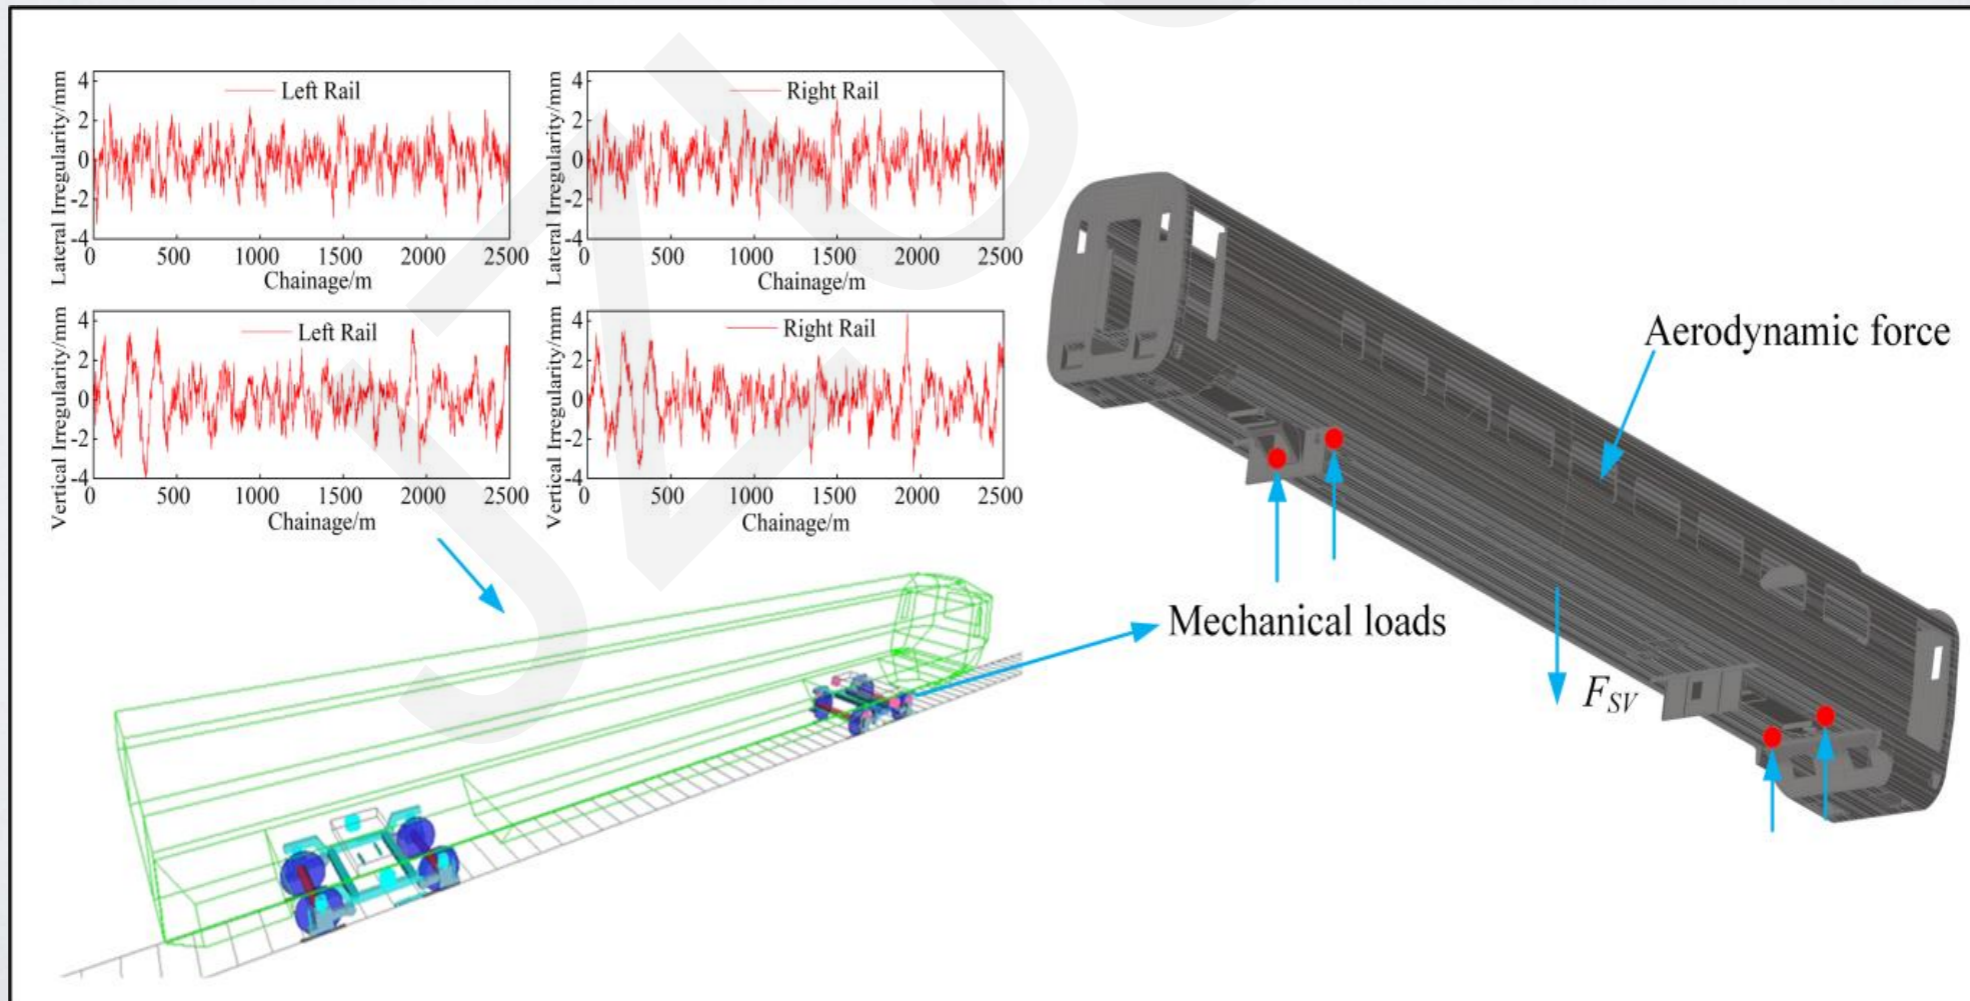 Lateral Irregularity/mm
4
2
0
-2
-4
Left Rail
0 500 1000 1500 2000 2500
Chainage/m
Lateral Irregularity/mm
4
2
0
-2
-4
Right Rail
0 500 1000 1500 2000 2500
Chainage/m
Vertical Irregularity/mm
4
2
0
-2
-4
Left Rail
0 500 1000 1500 2000 2500
Chainage/m
Vertical Irregularity/mm
4
2
0
-2
-4
Right Rail
0 500 1000 1500 2000 2500
Chainage/m
Aerodynamic force
Mechanical loads
F_SV